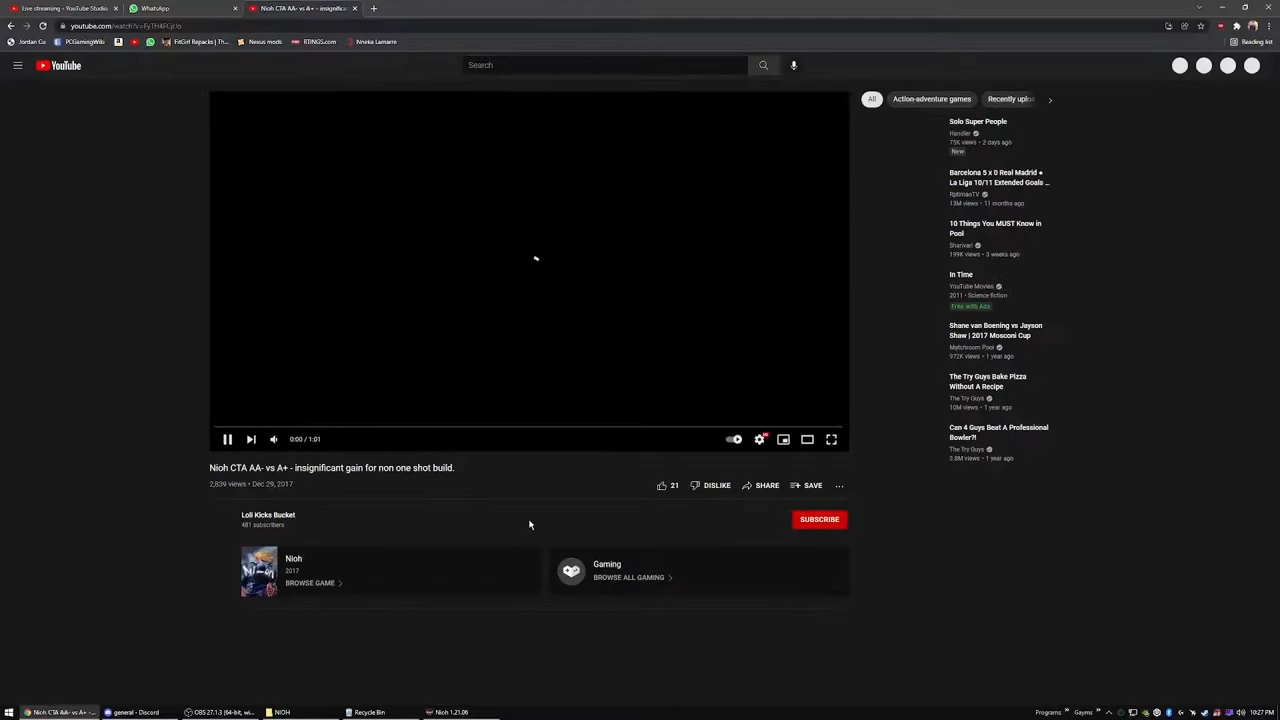 Live streaming - YouTube Studio
WhatsApp
Nioh CTA AA- vs A+ - insignific
youtube.com/watch?v=FyTH4FCjrJo
Jordan Cu
PCGamingWiki
FitGirl Repacks | Th...
Nexus mods
RTINGS.com
Nneka Lamarre
Reading list
YouTube
Search
All
Action-adventure games
Recently uplo
Solo Super People
Handler
75K views • 2 days ago
New
Barcelona 5 x 0 Real Madrid ●
La Liga 10/11 Extended Goals ...
RptimaoTV
13M views • 11 months ago
10 Things You MUST Know in
Pool
Sharivari
199K views • 3 weeks ago
In Time
YouTube Movies
2011 • Science fiction
Free with Ads
Shane van Boening vs Jayson
Shaw | 2017 Mosconi Cup
Matchroom Pool
972K views • 1 year ago
The Try Guys Bake Pizza
Without A Recipe
The Try Guys
10M views • 1 year ago
Can 4 Guys Beat A Professional
Bowler?!
The Try Guys
3.8M views • 1 year ago
0:00 / 1:01
Nioh CTA AA- vs A+ - insignificant gain for non one shot build.
2,839 views • Dec 29, 2017
21
DISLIKE
SHARE
SAVE
Loli Kicks Bucket
481 subscribers
SUBSCRIBE
Nioh
2017
BROWSE GAME
Gaming
BROWSE ALL GAMING
Nioh CTA AA- vs A+ -...
general - Discord
OBS 27.1.3 (64-bit, wi...
NIOH
Recycle Bin
Nioh 1.21.06
Programs
Gayms
10:27 PM